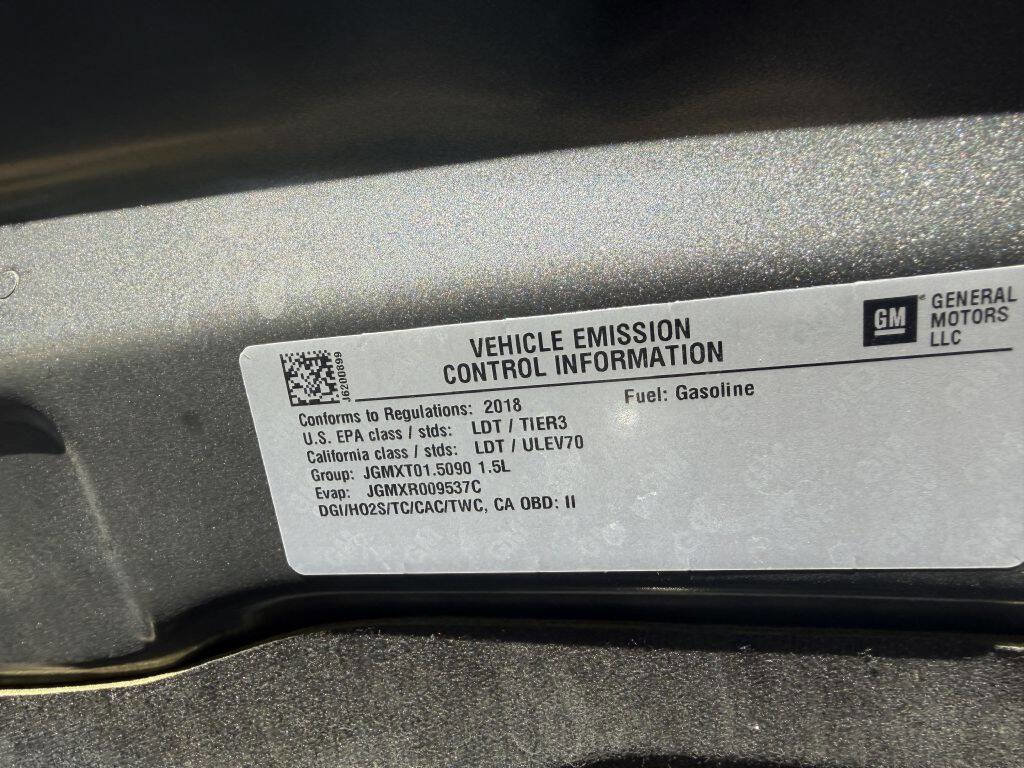 VEHICLE EMISSION
CONTROL INFORMATION
GM
GENERAL
MOTORS
LLC
J6200899
Conforms to Regulations: 2018
Fuel: Gasoline
U.S. EPA class / stds: LDT / TIER3
California class / stds: LDT / ULEV70
Group: JGMXT01.5090 1.5L
Evap: JGMXR009537C
DGI/HO2S/TC/CAC/TWC, CA OBD: II